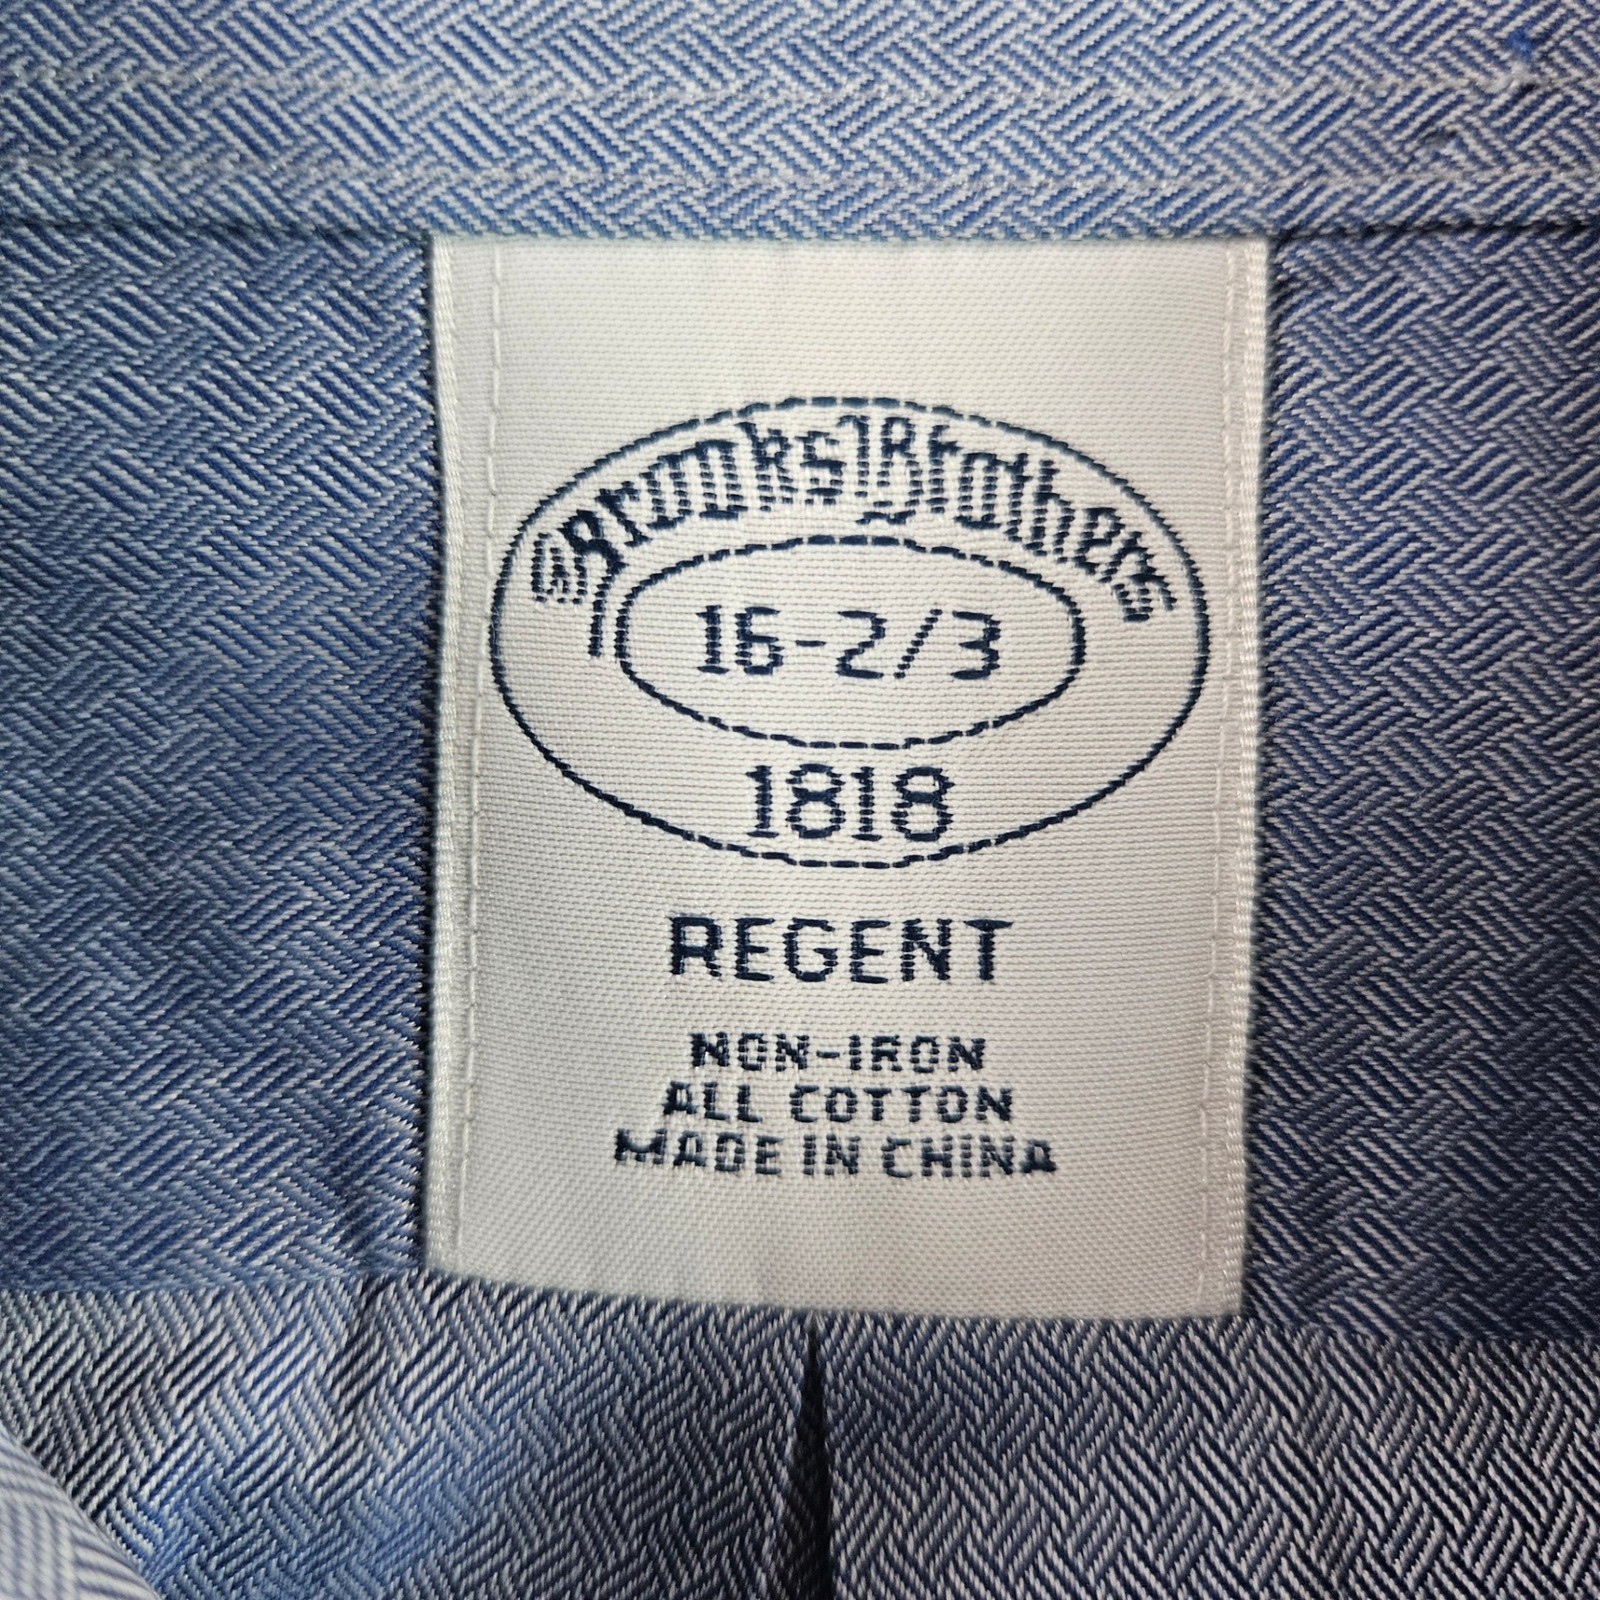 Brooks Brothers
16-2/3
1818
REGENT
NON-IRON
ALL COTTON
MADE IN CHINA